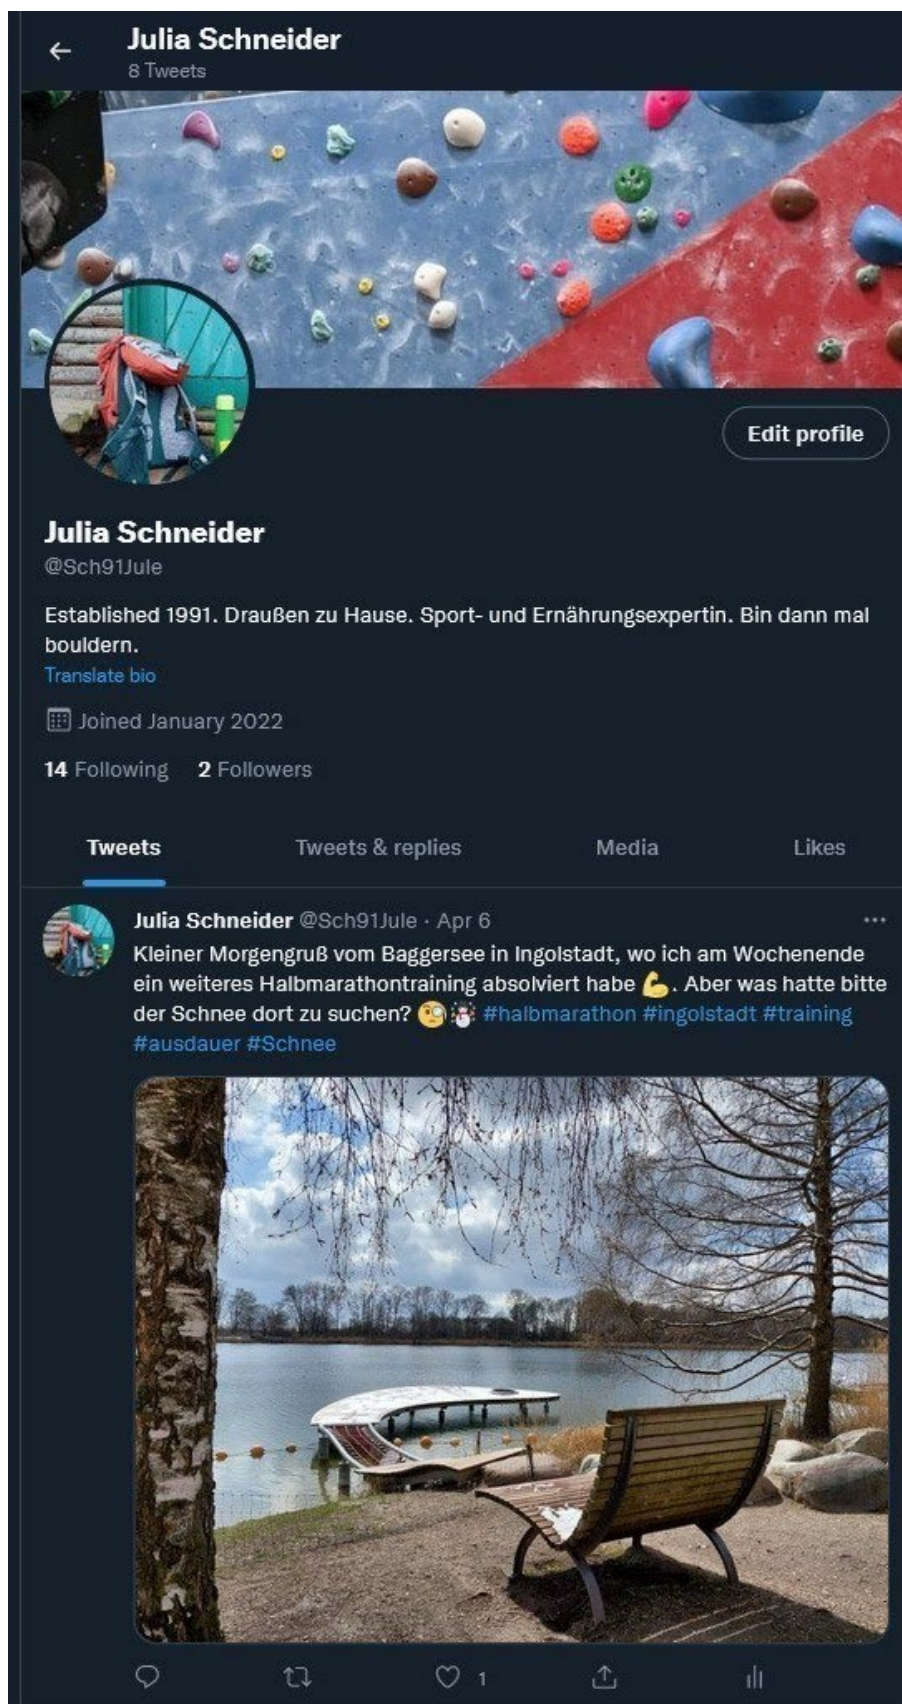 Julia Schneider
8 Tweets
Edit profile
Julia Schneider
@Sch91Jule
Established 1991. Draußen zu Hause. Sport- und Ernährungsexpertin. Bin dann mal
bouldern.
Translate bio
Joined January 2022
14 Following 2 Followers
Tweets Tweets & replies Media Likes
Julia Schneider @Sch91Jule · Apr 6
Kleiner Morgengruß vom Baggersee in Ingolstadt, wo ich am Wochenende
ein weiteres Halbmarathontraining absolviert habe 💪. Aber was hatte bitte
der Schnee dort zu suchen? 🧐☃️ #halbmarathon #ingolstadt #training
#ausdauer #Schnee
1